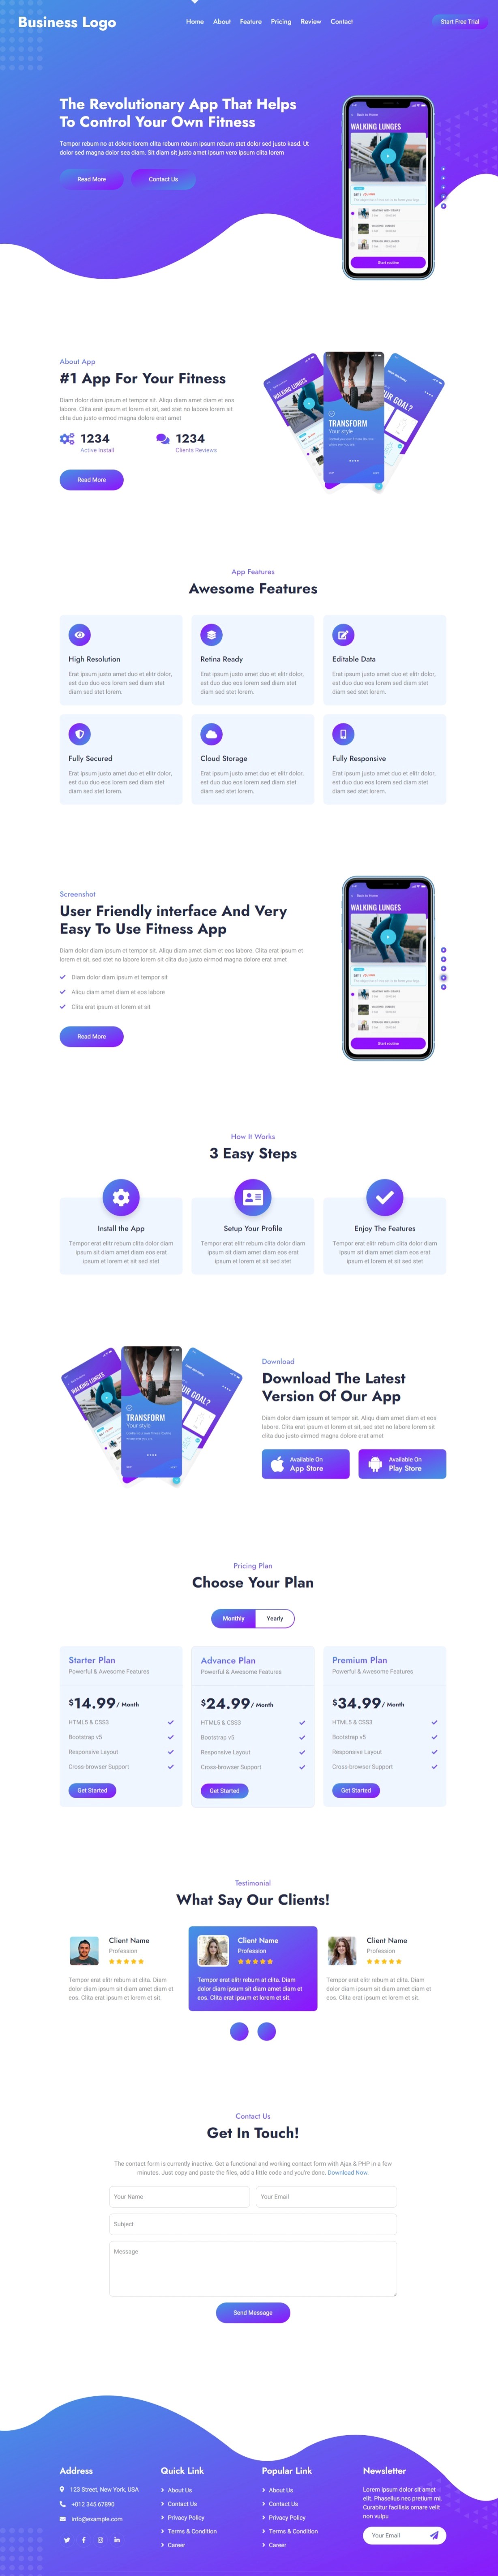 Business Logo
Home About Feature Pricing Review Contact
Start Free Trial
The Revolutionary App That Helps
To Control Your Own Fitness
Tempor rebum no at dolore lorem clita rebum rebum ipsum rebum stet dolor sed justo kasd. Ut
dolor sed magna dolor sea diam. Sit diam sit justo amet ipsum vero ipsum clita lorem
Read More
Contact Us
Back to Home
WALKING LUNGES
Start routine
About App
#1 App For Your Fitness
Diam dolor diam ipsum et tempor sit. Aliqu diam amet diam et eos
labore. Clita erat ipsum et lorem et sit, sed stet no labore lorem sit
clita duo justo eirmod magna dolore erat amet
1234
Active Install
1234
Clients Reviews
Read More
WALKING LUNGES
TRANSFORM
Your style
UR GOAL?
App Features
Awesome Features
High Resolution
Erat ipsum justo amet duo et elitr dolor,
est duo duo eos lorem sed diam stet
diam sed stet lorem.
Retina Ready
Erat ipsum justo amet duo et elitr dolor,
est duo duo eos lorem sed diam stet
diam sed stet lorem.
Editable Data
Erat ipsum justo amet duo et elitr dolor,
est duo duo eos lorem sed diam stet
diam sed stet lorem.
Fully Secured
Erat ipsum justo amet duo et elitr dolor,
est duo duo eos lorem sed diam stet
diam sed stet lorem.
Cloud Storage
Erat ipsum justo amet duo et elitr dolor,
est duo duo eos lorem sed diam stet
diam sed stet lorem.
Fully Responsive
Erat ipsum justo amet duo et elitr dolor,
est duo duo eos lorem sed diam stet
diam sed stet lorem.
Screenshot
User Friendly interface And Very
Easy To Use Fitness App
Diam dolor diam ipsum et tempor sit. Aliqu diam amet diam et eos labore. Clita erat ipsum et
lorem et sit, sed stet no labore lorem sit clita duo justo eirmod magna dolore erat amet
Diam dolor diam ipsum et tempor sit
Aliqu diam amet diam et eos labore
Clita erat ipsum et lorem et sit
Read More
Back to Home
WALKING LUNGES
Start routine
How It Works
3 Easy Steps
Install the App
Tempor erat elitr rebum clita dolor diam
ipsum sit diam amet diam eos erat
ipsum et lorem et sit sed stet
Setup Your Profile
Tempor erat elitr rebum clita dolor diam
ipsum sit diam amet diam eos erat
ipsum et lorem et sit sed stet
Enjoy The Features
Tempor erat elitr rebum clita dolor diam
ipsum sit diam amet diam eos erat
ipsum et lorem et sit sed stet
WALKING LUNGES
TRANSFORM
Your style
UR GOAL?
Download
Download The Latest
Version Of Our App
Diam dolor diam ipsum et tempor sit. Aliqu diam amet diam et eos
labore. Clita erat ipsum et lorem et sit, sed stet no labore lorem sit
clita duo justo eirmod magna dolore erat amet
Available On
App Store
Available On
Play Store
Pricing Plan
Choose Your Plan
Monthly
Yearly
Starter Plan
Powerful & Awesome Features
$14.99/ Month
HTML5 & CSS3
Bootstrap v5
Responsive Layout
Cross-browser Support
Get Started
Advance Plan
Powerful & Awesome Features
$24.99/ Month
HTML5 & CSS3
Bootstrap v5
Responsive Layout
Cross-browser Support
Get Started
Premium Plan
Powerful & Awesome Features
$34.99/ Month
HTML5 & CSS3
Bootstrap v5
Responsive Layout
Cross-browser Support
Get Started
Testimonial
What Say Our Clients!
Client Name
Profession
Tempor erat elitr rebum at clita. Diam
dolor diam ipsum sit diam amet diam et
eos. Clita erat ipsum et lorem et sit.
Client Name
Profession
Tempor erat elitr rebum at clita. Diam
dolor diam ipsum sit diam amet diam et
eos. Clita erat ipsum et lorem et sit.
Client Name
Profession
Tempor erat elitr rebum at clita. Diam
dolor diam ipsum sit diam amet diam et
eos. Clita erat ipsum et lorem et sit.
Contact Us
Get In Touch!
The contact form is currently inactive. Get a functional and working contact form with Ajax & PHP in a few
minutes. Just copy and paste the files, add a little code and you're done. Download Now.
Your Name
Your Email
Subject
Message
Send Message
Address
123 Street, New York, USA
+012 345 67890
info@example.com
Quick Link
About Us
Contact Us
Privacy Policy
Terms & Condition
Career
Popular Link
About Us
Contact Us
Privacy Policy
Terms & Condition
Career
Newsletter
Lorem ipsum dolor sit amet
elit. Phasellus nec pretium mi.
Curabitur facilisis ornare velit
non vulpu
Your Email